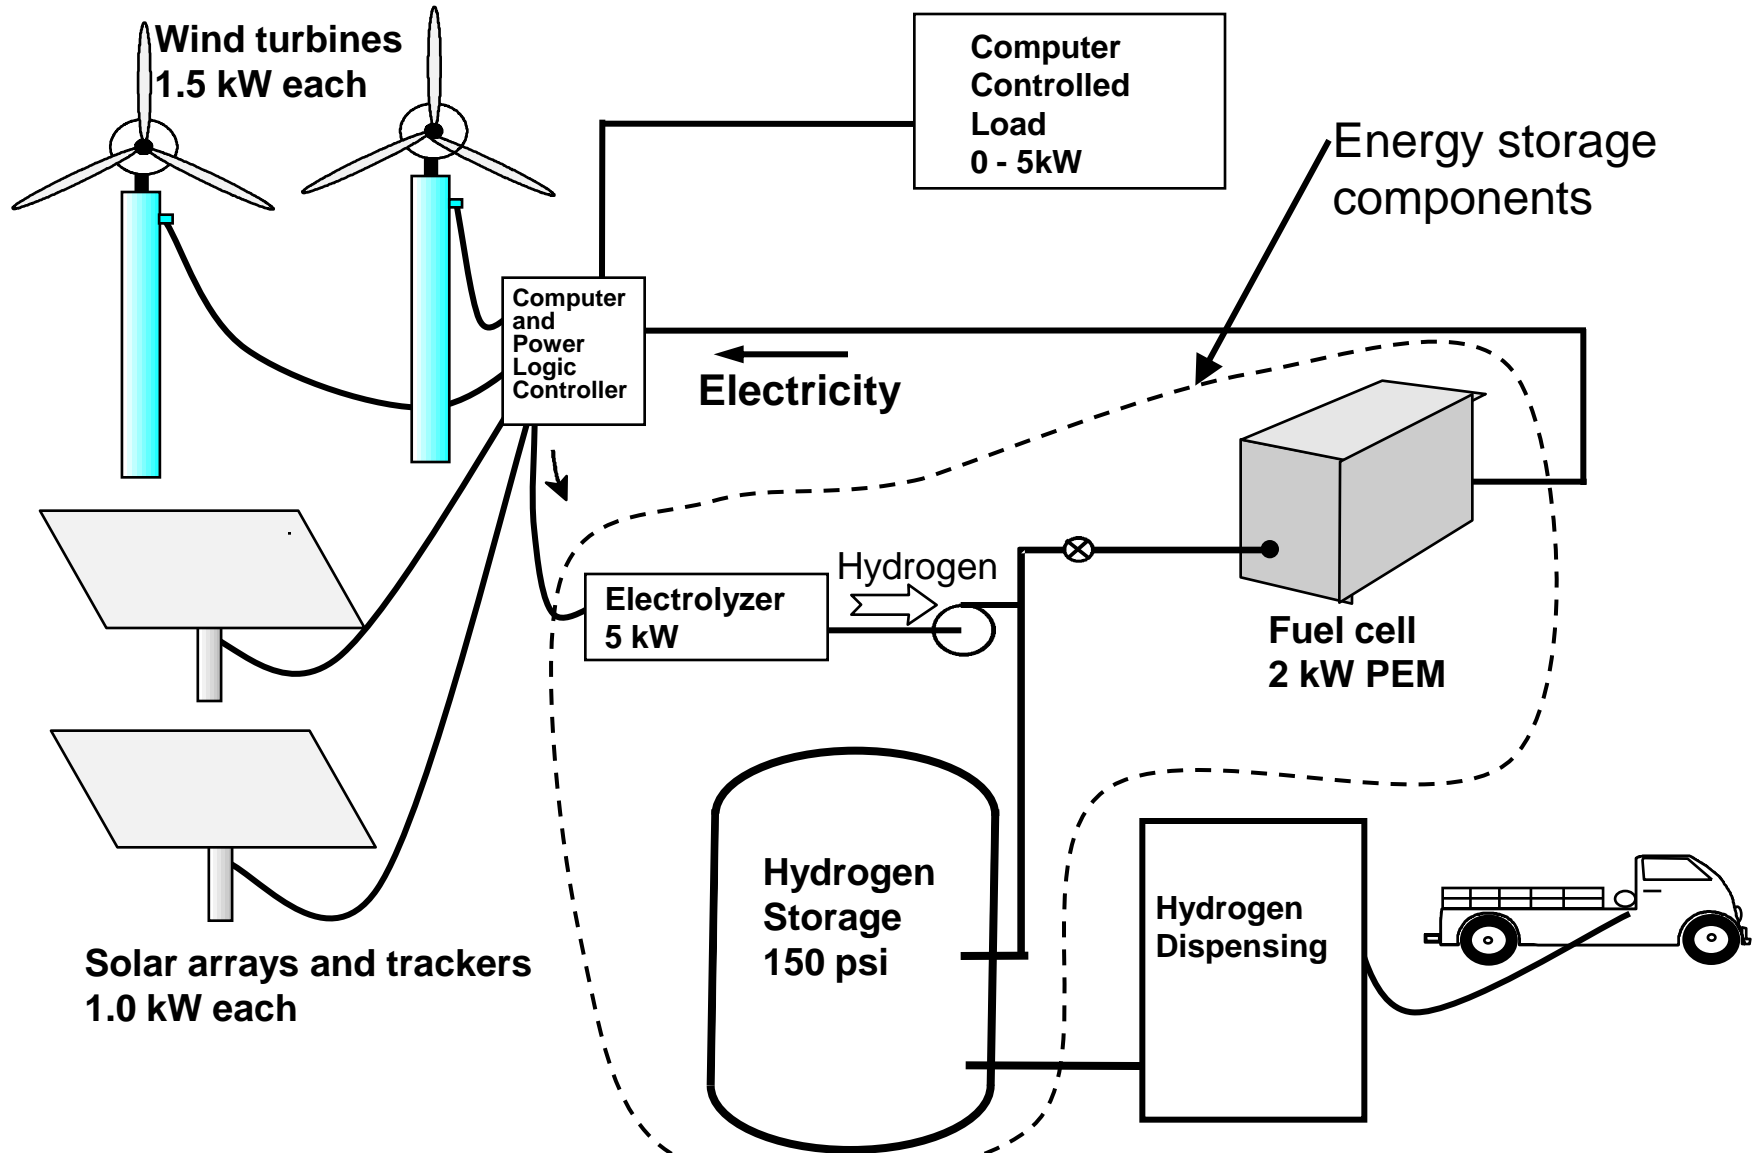 Wind turbines
1.5 kW each
Computer
Controlled
Load
0 - 5kW
Energy storage
components
Computer
and
Power
Logic
Controller
Electricity
Hydrogen
Electrolyzer
5 kW
Fuel cell
2 kW PEM
Hydrogen
Storage
150 psi
Hydrogen
Dispensing
Solar arrays and trackers
1.0 kW each